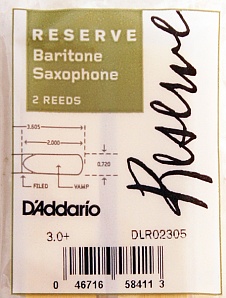 RESERVE
Baritone
Saxophone
2 REEDS
3.605
2.000
0.720
FILED
VAMP
Reserve
D'Addario
3.0+
DLR02305
0 46716 58411 3